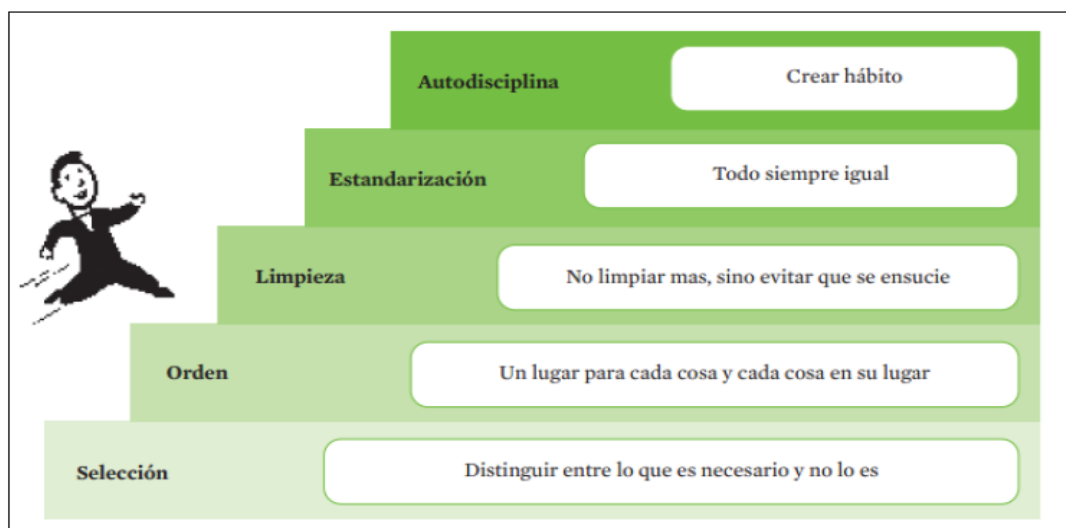 Autodisciplina
Crear hábito
Estandarización
Todo siempre igual
Limpieza
No limpiar mas, sino evitar que se ensucie
Orden
Un lugar para cada cosa y cada cosa en su lugar
Selección
Distinguir entre lo que es necesario y no lo es